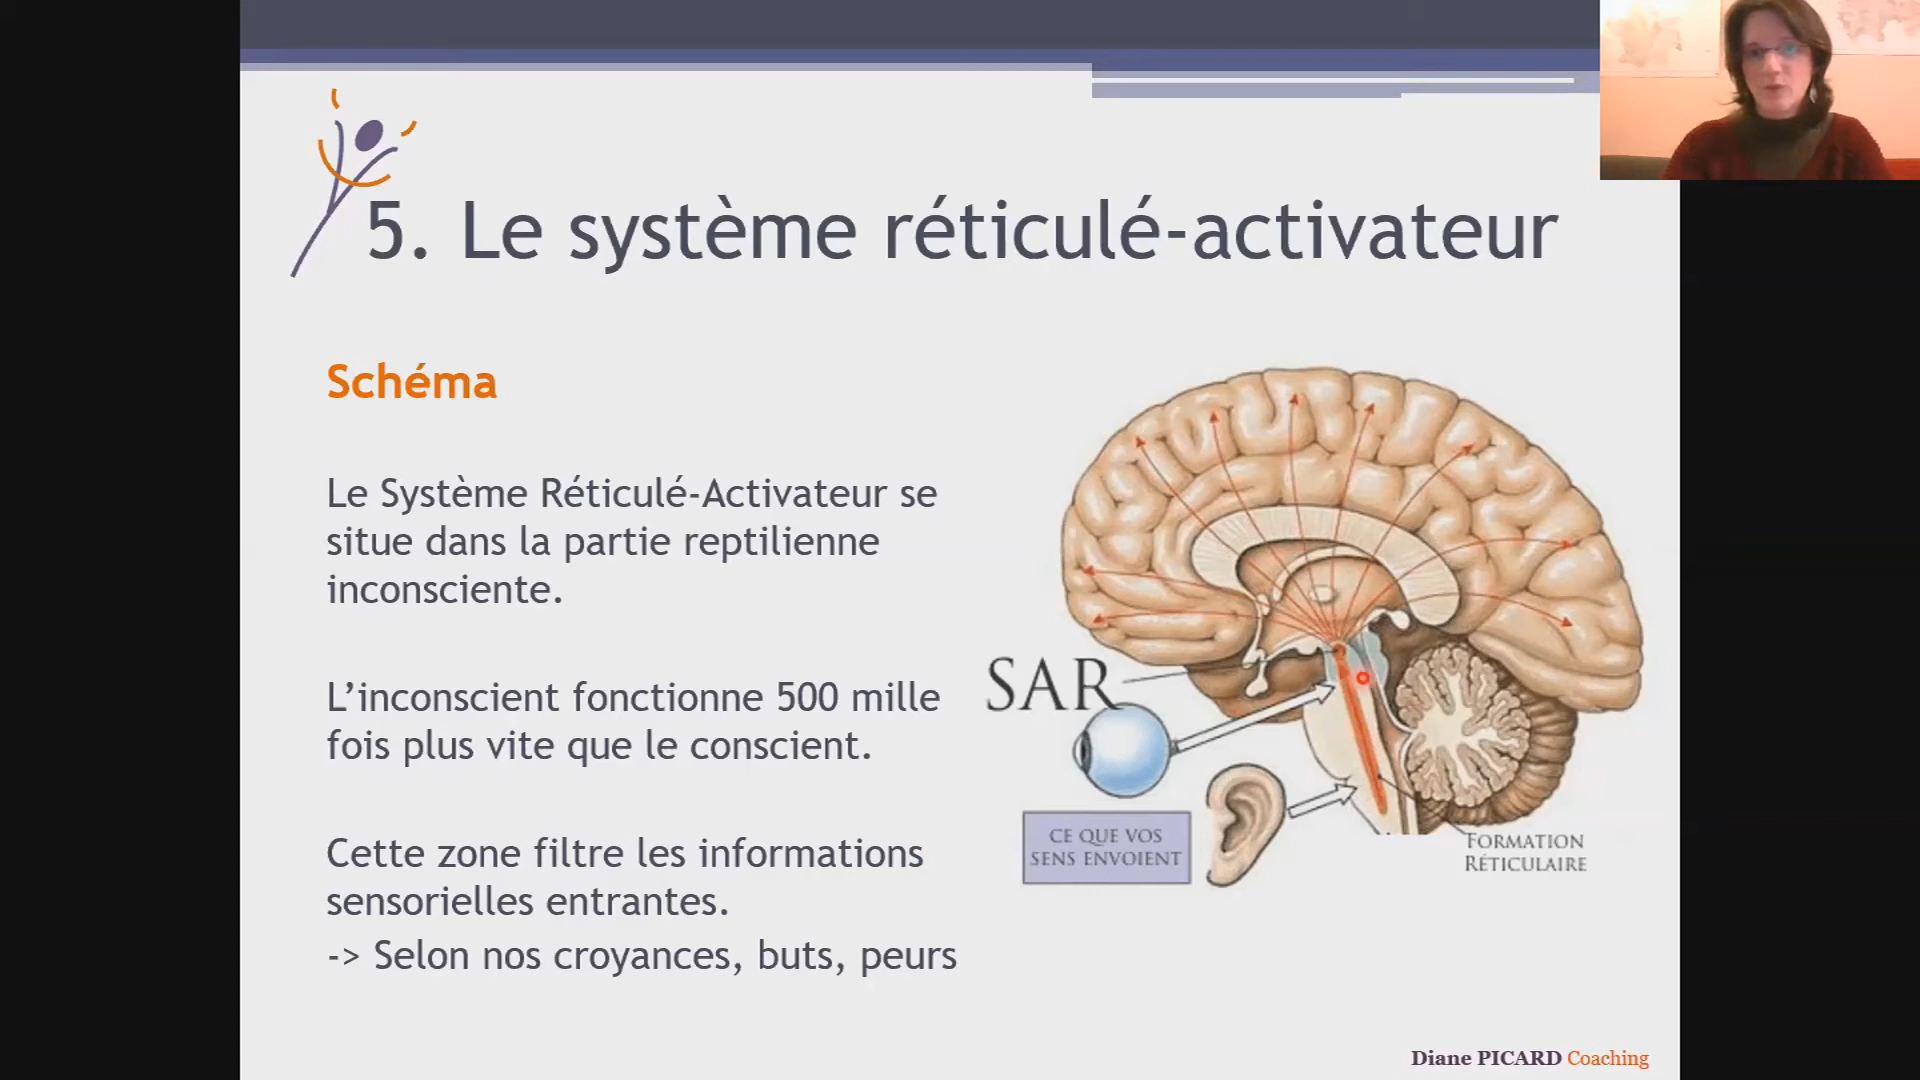 5. Le système réticulé-activateur
Schéma
Le Système Réticulé-Activateur se
situe dans la partie reptilienne
inconsciente.
L’inconscient fonctionne 500 mille
fois plus vite que le conscient.
Cette zone filtre les informations
sensorielles entrantes.
-> Selon nos croyances, buts, peurs
SAR
CE QUE VOS
SENS ENVOIENT
FORMATION
RÉTICULAIRE
Diane PICARD Coaching